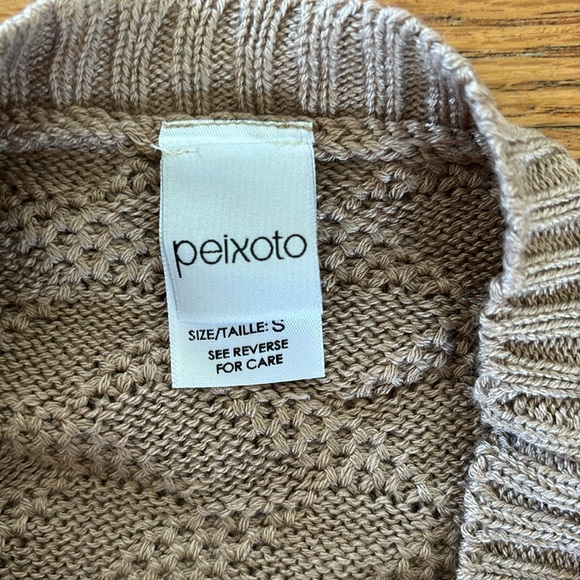 peixoto
SIZE/TAILLE: S
SEE REVERSE
FOR CARE